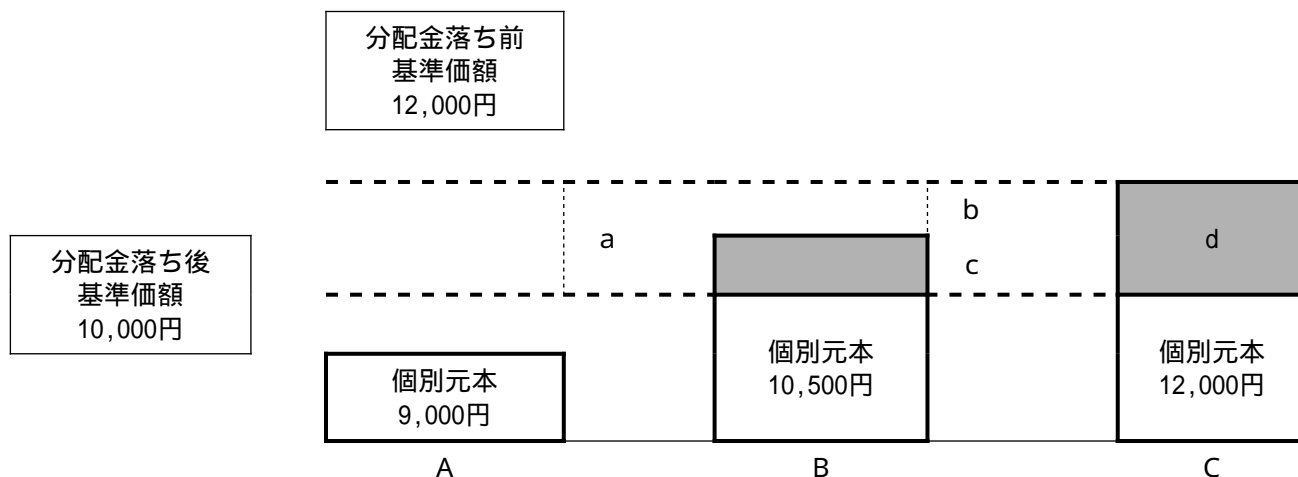 分配金落ち前
基準価額
12,000円
b
a
d
c
分配金落ち後
基準価額
10,000円
個別元本
9,000円
個別元本
10,500円
個別元本
12,000円
A
B
C